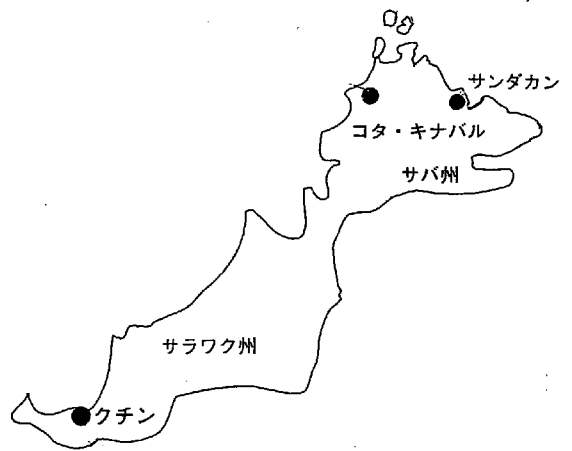 サンダカン
コタ・キナバル
サバ州
サラワク州
クチン